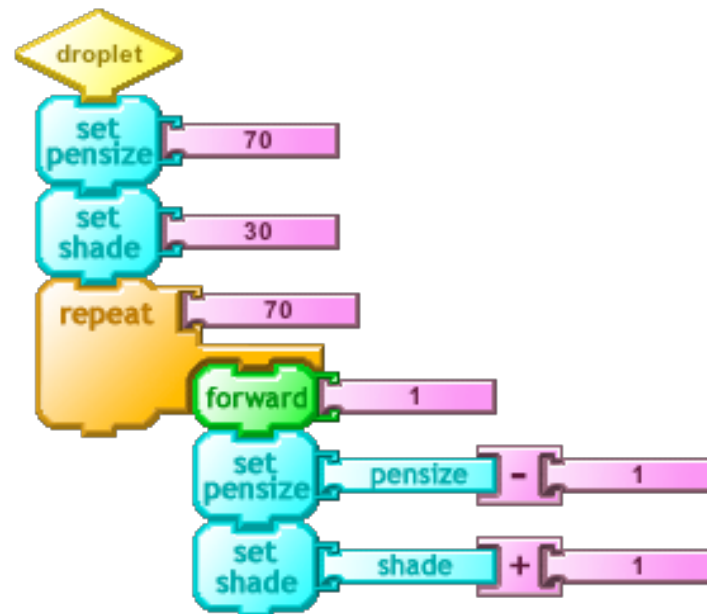 droplet
set
pensize 70
set
shade 30
repeat 70
forward 1
set
pensize pensize - 1
set
shade shade + 1